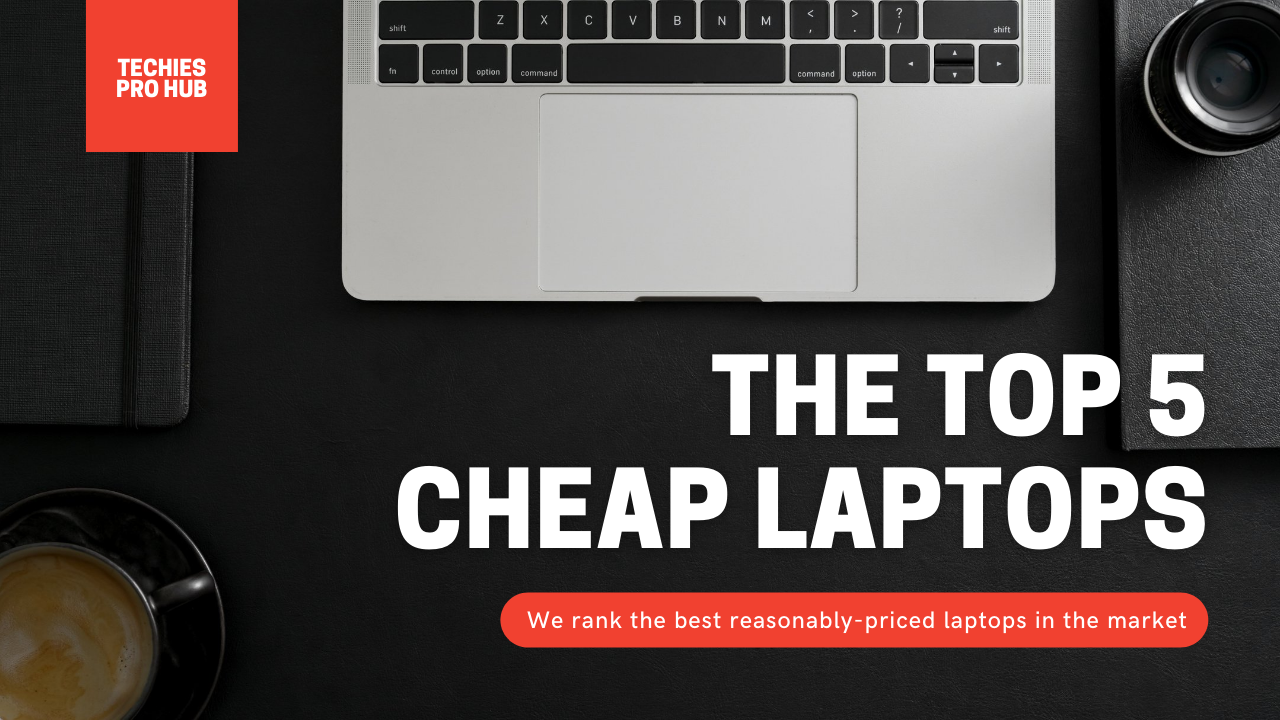 TECHIES
PRO HUB
shift Z X C V B N M < , > . ? / shift
fn control option command command option
THE TOP 5
CHEAP LAPTOPS
We rank the best reasonably-priced laptops in the market